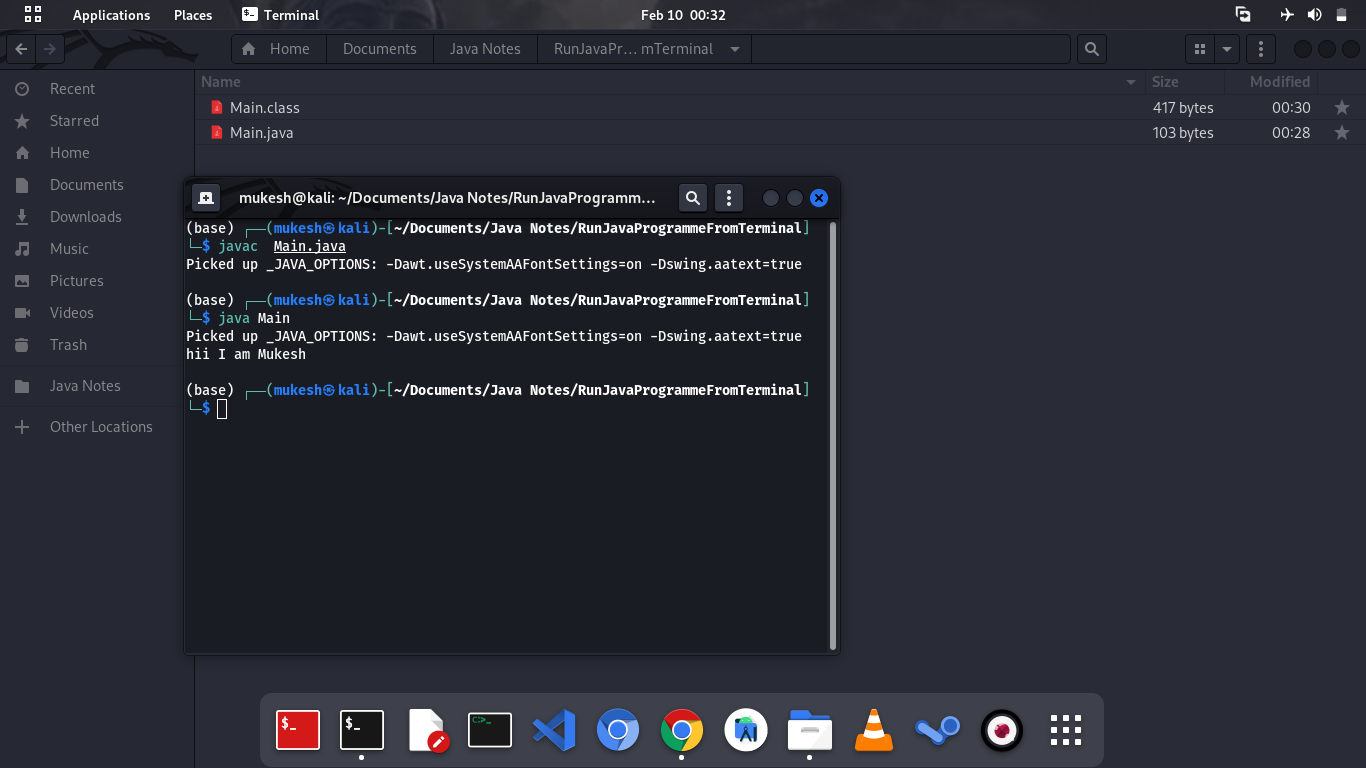 Applications Places Terminal Feb 10 00:32
Home Documents Java Notes RunJavaPr… mTerminal
Name Size Modified
Recent
Main.class 417 bytes 00:30
Starred
Main.java 103 bytes 00:28
Home
Documents
Downloads
Music
Pictures
Videos
Trash
Java Notes
Other Locations
mukesh@kali: ~/Documents/Java Notes/RunJavaProgramm…
(base) ┌──(mukesh㉿kali)-[~/Documents/Java Notes/RunJavaProgrammeFromTerminal]
└─$ javac  Main.java
Picked up _JAVA_OPTIONS: -Dawt.useSystemAAFontSettings=on -Dswing.aatext=true
(base) ┌──(mukesh㉿kali)-[~/Documents/Java Notes/RunJavaProgrammeFromTerminal]
└─$ java Main
Picked up _JAVA_OPTIONS: -Dawt.useSystemAAFontSettings=on -Dswing.aatext=true
hii I am Mukesh
(base) ┌──(mukesh㉿kali)-[~/Documents/Java Notes/RunJavaProgrammeFromTerminal]
└─$
$_ $_ C:>_